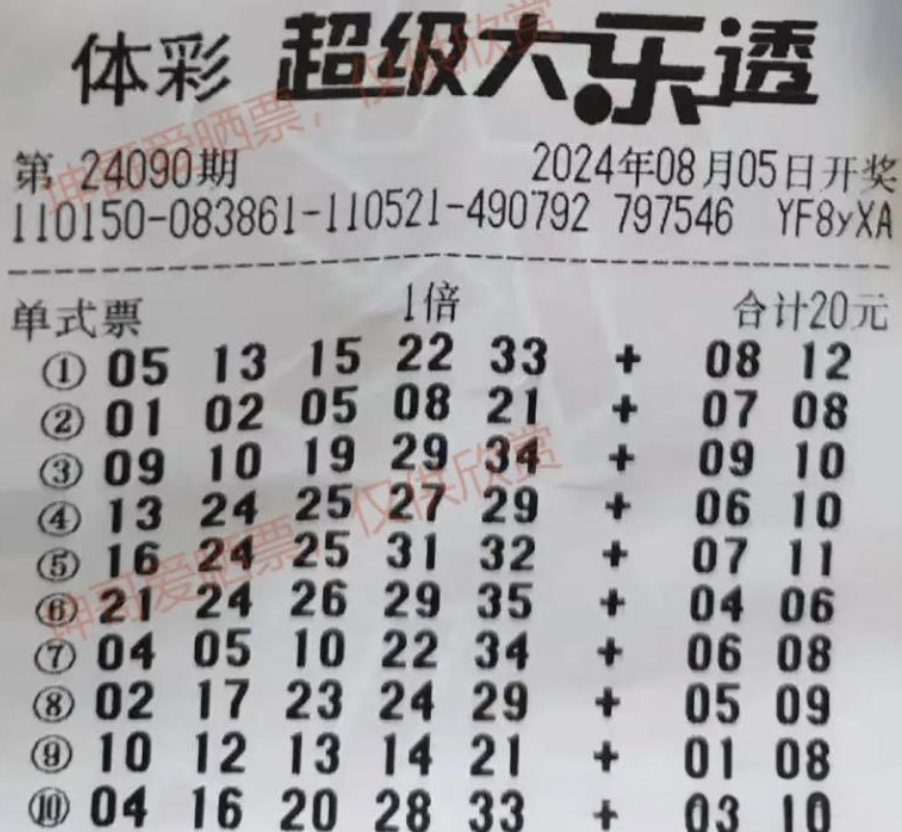 体彩 超级大乐透
第 24090期 2024年08月05日开奖
110150-083861-110521-490792 797546 YF8yXA
单式票 1倍 合计20元
① 05 13 15 22 33 + 08 12
② 01 02 05 08 21 + 07 08
③ 09 10 19 29 34 + 09 10
④ 13 24 25 27 29 + 06 10
⑤ 16 24 25 31 32 + 07 11
⑥ 21 24 26 29 35 + 04 06
⑦ 04 05 10 22 34 + 06 08
⑧ 02 17 23 24 29 + 05 09
⑨ 10 12 13 14 21 + 01 08
⑩ 04 16 20 28 33 + 03 10
坤哥爱晒票，仅供欣赏
坤哥爱晒票，仅供欣赏